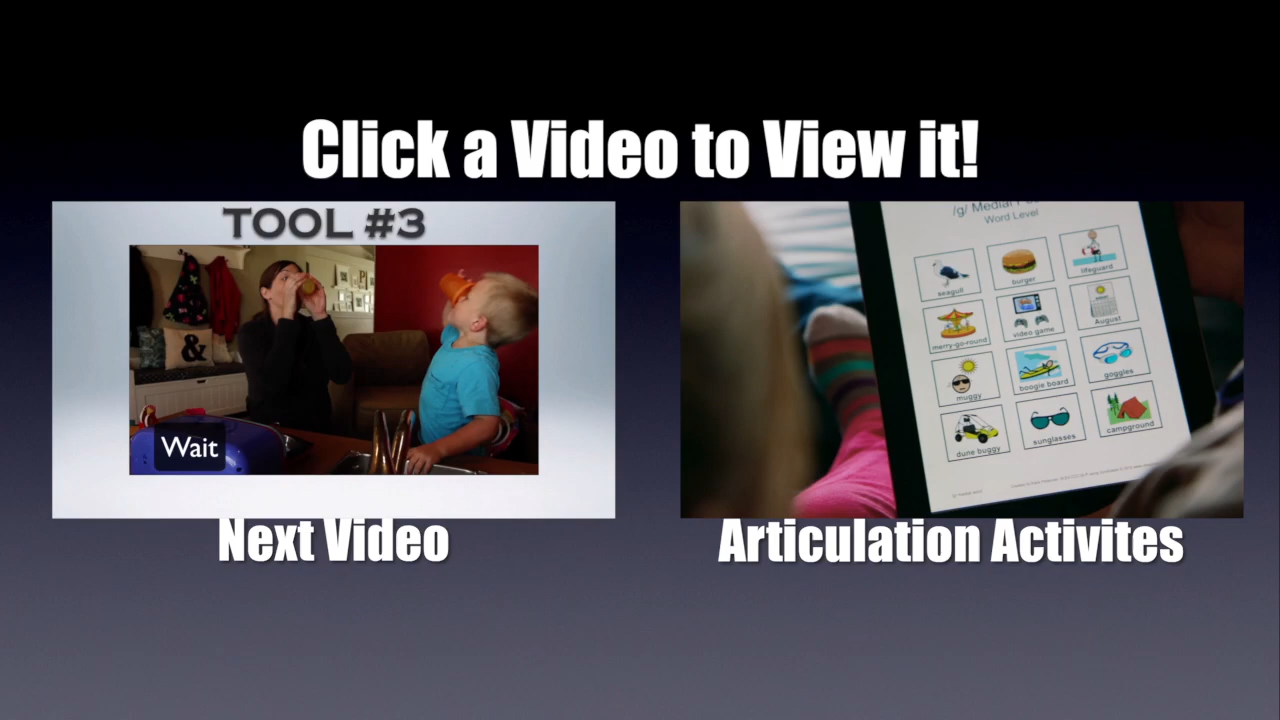 Click a Video to View it!
TOOL #3
&
Wait
/g/ Medial
Word Level
seagull
burger
lifeguard
merry-go-round
video game
August
muggy
boogie board
goggles
dune buggy
sunglasses
campground
Next Video
Articulation Activites